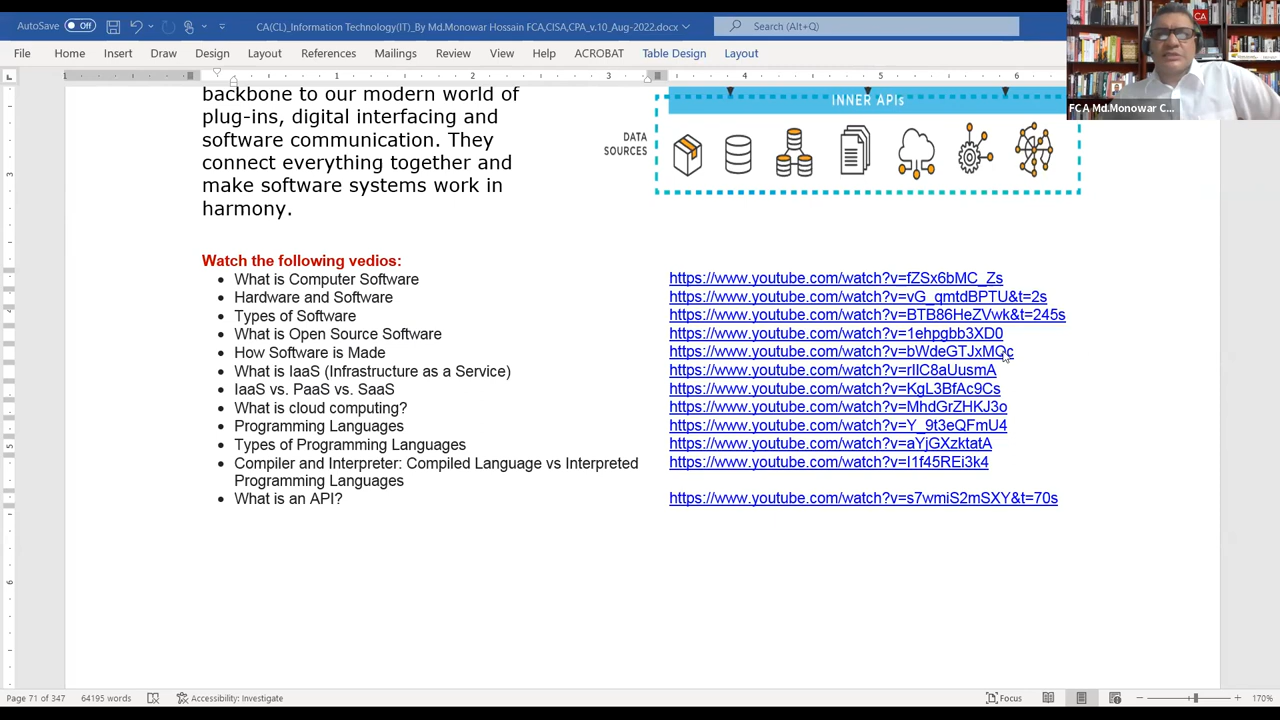 AutoSave Off
CA(CL)_Information Technology(IT)_By Md.Monowar Hossain FCA,CISA,CPA_v.10_Aug-2022.docx
Search (Alt+Q)
CA
File Home Insert Draw Design Layout References Mailings Review View Help ACROBAT Table Design Layout
FCA Md.Monowar C...
1 1 2 3 4 5 6
backbone to our modern world of
plug-ins, digital interfacing and
software communication. They
connect everything together and
make software systems work in
harmony.
INNER APIs
DATA
SOURCES
Watch the following vedios:
What is Computer Software https://www.youtube.com/watch?v=fZSx6bMC_Zs
Hardware and Software https://www.youtube.com/watch?v=vG_qmtdBPTU&t=2s
Types of Software https://www.youtube.com/watch?v=BTB86HeZVwk&t=245s
What is Open Source Software https://www.youtube.com/watch?v=1ehpgbb3XD0
How Software is Made https://www.youtube.com/watch?v=bWdeGTJxMQc
What is IaaS (Infrastructure as a Service) https://www.youtube.com/watch?v=rIIC8aUusmA
IaaS vs. PaaS vs. SaaS https://www.youtube.com/watch?v=KgL3BfAc9Cs
What is cloud computing? https://www.youtube.com/watch?v=MhdGrZHKJ3o
Programming Languages https://www.youtube.com/watch?v=Y_9t3eQFmU4
Types of Programming Languages https://www.youtube.com/watch?v=aYjGXzktatA
Compiler and Interpreter: Compiled Language vs Interpreted https://www.youtube.com/watch?v=I1f45REi3k4
Programming Languages
What is an API? https://www.youtube.com/watch?v=s7wmiS2mSXY&t=70s
Page 71 of 347 64195 words Accessibility: Investigate Focus 170%